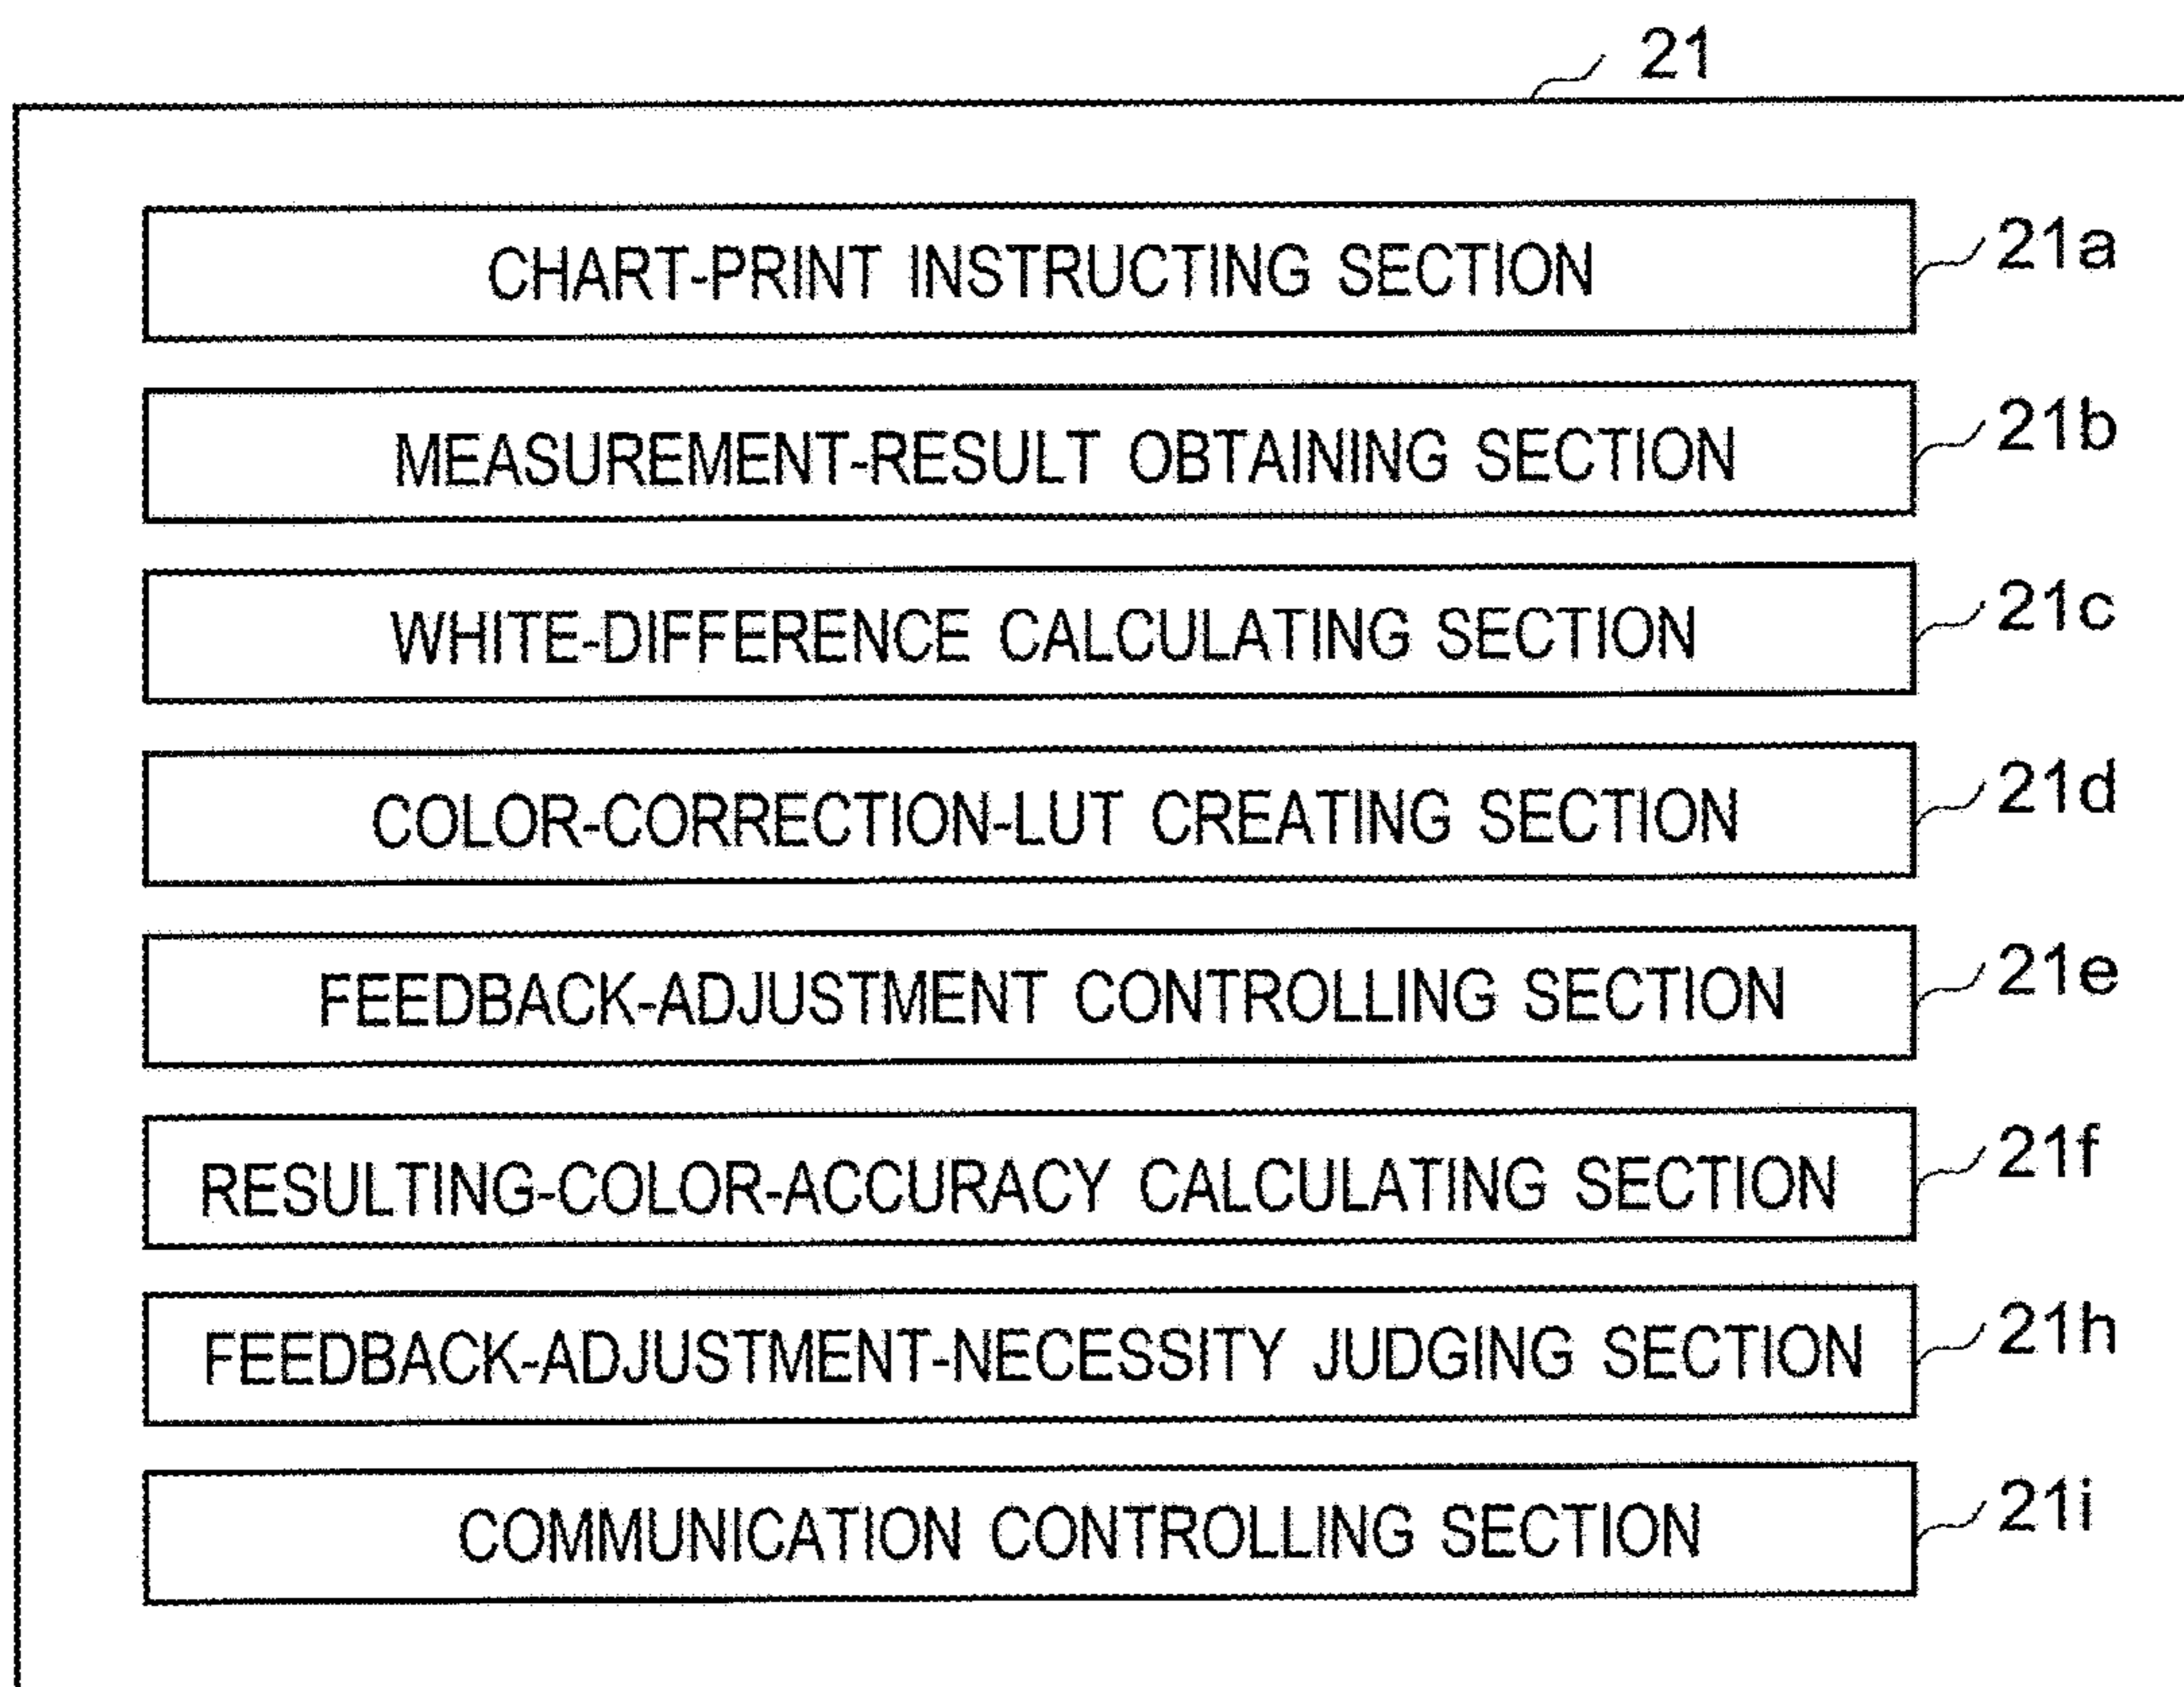 21
CHART-PRINT INSTRUCTING SECTION 21a
MEASUREMENT-RESULT OBTAINING SECTION 21b
WHITE-DIFFERENCE CALCULATING SECTION 21c
COLOR-CORRECTION-LUT CREATING SECTION 21d
FEEDBACK-ADJUSTMENT CONTROLLING SECTION 21e
RESULTING-COLOR-ACCURACY CALCULATING SECTION 21f
FEEDBACK-ADJUSTMENT-NECESSITY JUDGING SECTION 21h
COMMUNICATION CONTROLLING SECTION 21i